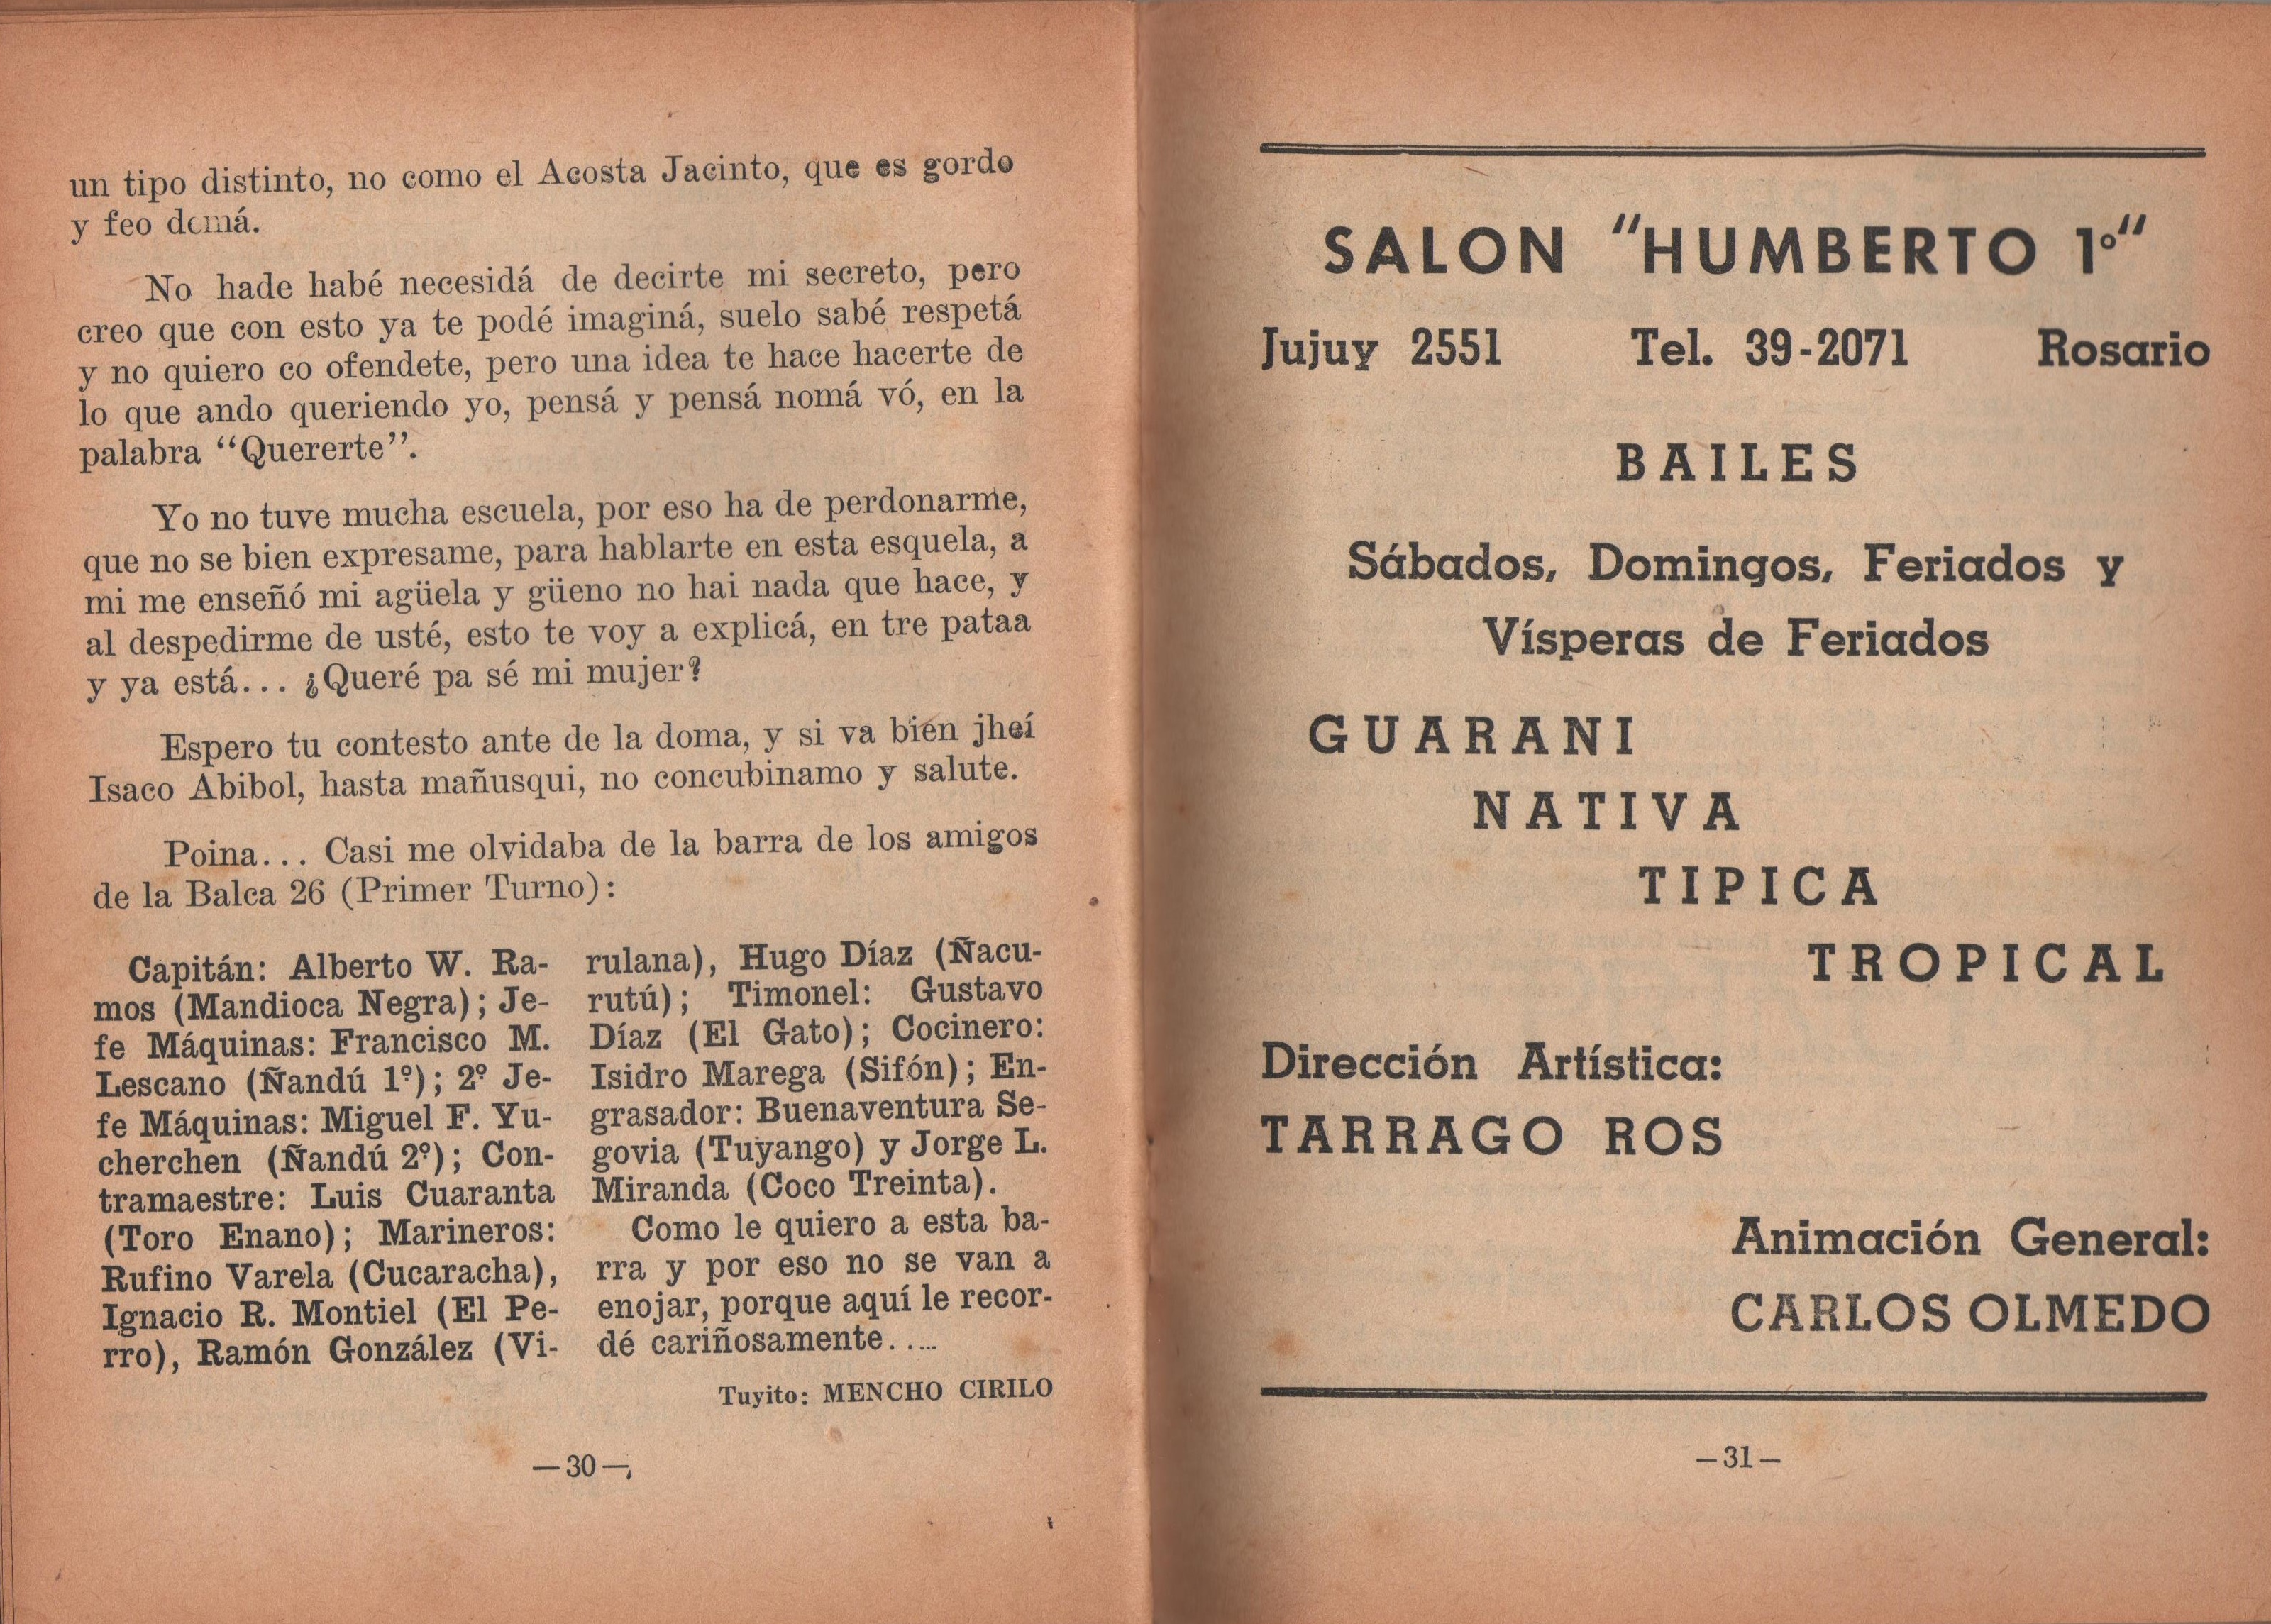 un tipo distinto, no como el Acosta Jacinto, que es gordo
y feo demá.
No hade habé necesidá de decirte mi secreto, pero
creo que con esto ya te podé imaginá, suelo sabé respetá
y no quiero co ofendete, pero una idea te hace hacerte de
lo que ando queriendo yo, pensá y pensá nomá vó, en la
palabra “Quererte”.
Yo no tuve mucha escuela, por eso ha de perdonarme,
que no se bien expresame, para hablarte en esta esquela, a
mi me enseñó mi agüela y güeno no hai nada que hace, y
al despedirme de usté, esto te voy a explicá, en tre pataa
y ya está... ¿Queré pa sé mi mujer?
Espero tu contesto ante de la doma, y si va bien jheí
Isaco Abibol, hasta mañusqui, no concubinamo y salute.
Poina... Casi me olvidaba de la barra de los amigos
de la Balca 26 (Primer Turno):
Capitán: Alberto W. Ra-
mos (Mandioca Negra); Je-
fe Máquinas: Francisco M.
Lescano (Ñandú 1º); 2º Je-
fe Máquinas: Miguel F. Yu-
cherchen (Ñandú 2º); Con-
tramaestre: Luis Cuaranta
(Toro Enano); Marineros:
Rufino Varela (Cucaracha),
Ignacio R. Montiel (El Pe-
rro), Ramón González (Vi-
rulana), Hugo Díaz (Ñacu-
rutú); Timonel: Gustavo
Díaz (El Gato); Cocinero:
Isidro Marega (Sifón); En-
grasador: Buenaventura Se-
govia (Tuyango) y Jorge L.
Miranda (Coco Treinta).
Como le quiero a esta ba-
rra y por eso no se van a
enojar, porque aquí le recor-
dé cariñosamente.....
Tuyito: MENCHO CIRILO
—30—
SALON “HUMBERTO 1º”
Jujuy 2551 Tel. 39-2071 Rosario
BAILES
Sábados, Domingos, Feriados y
Vísperas de Feriados
GUARANI
NATIVA
TIPICA
TROPICAL
Dirección Artística:
TARRAGO ROS
Animación General:
CARLOS OLMEDO
—31—